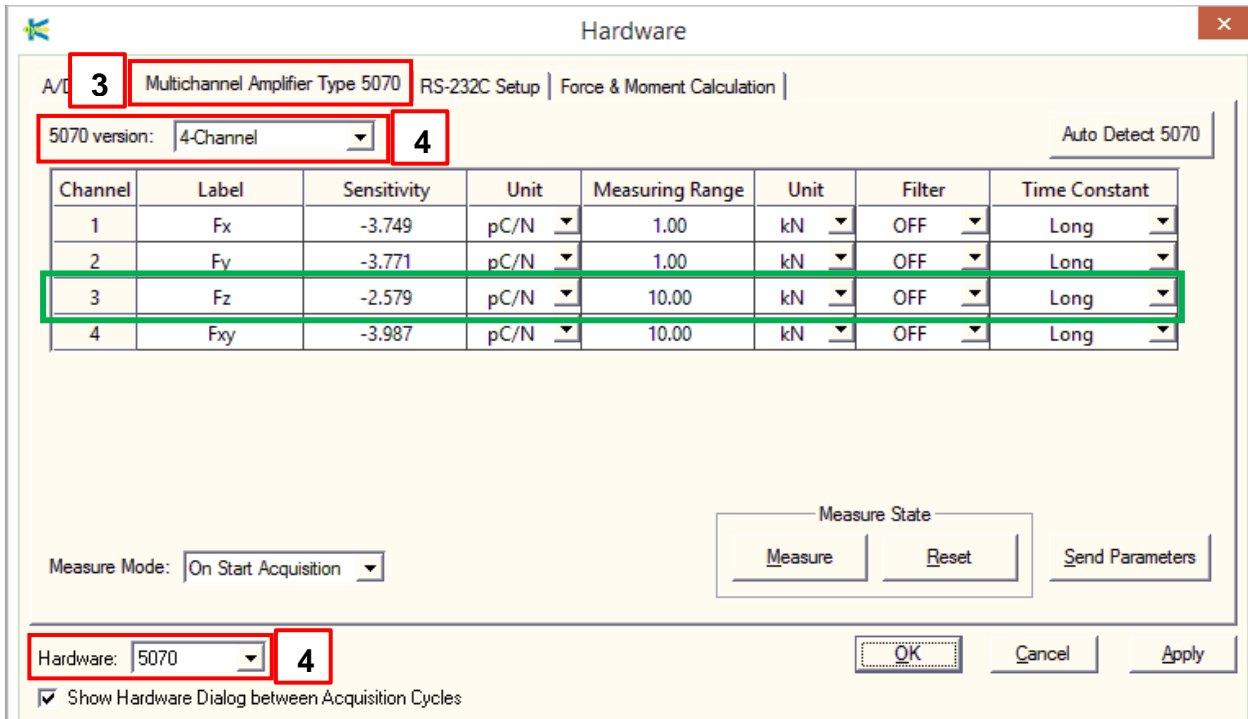 Hardware
A/D 3 Multichannel Amplifier Type 5070 RS-232C Setup Force & Moment Calculation
5070 version: 4-Channel 4 Auto Detect 5070
Channel Label Sensitivity Unit Measuring Range Unit Filter Time Constant
1 Fx -3.749 pC/N 1.00 kN OFF Long
2 Fy -3.771 pC/N 1.00 kN OFF Long
3 Fz -2.579 pC/N 10.00 kN OFF Long
4 Fxy -3.987 pC/N 10.00 kN OFF Long
Measure State
Measure Mode: On Start Acquisition Measure Reset Send Parameters
Hardware: 5070 4 OK Cancel Apply
Show Hardware Dialog between Acquisition Cycles